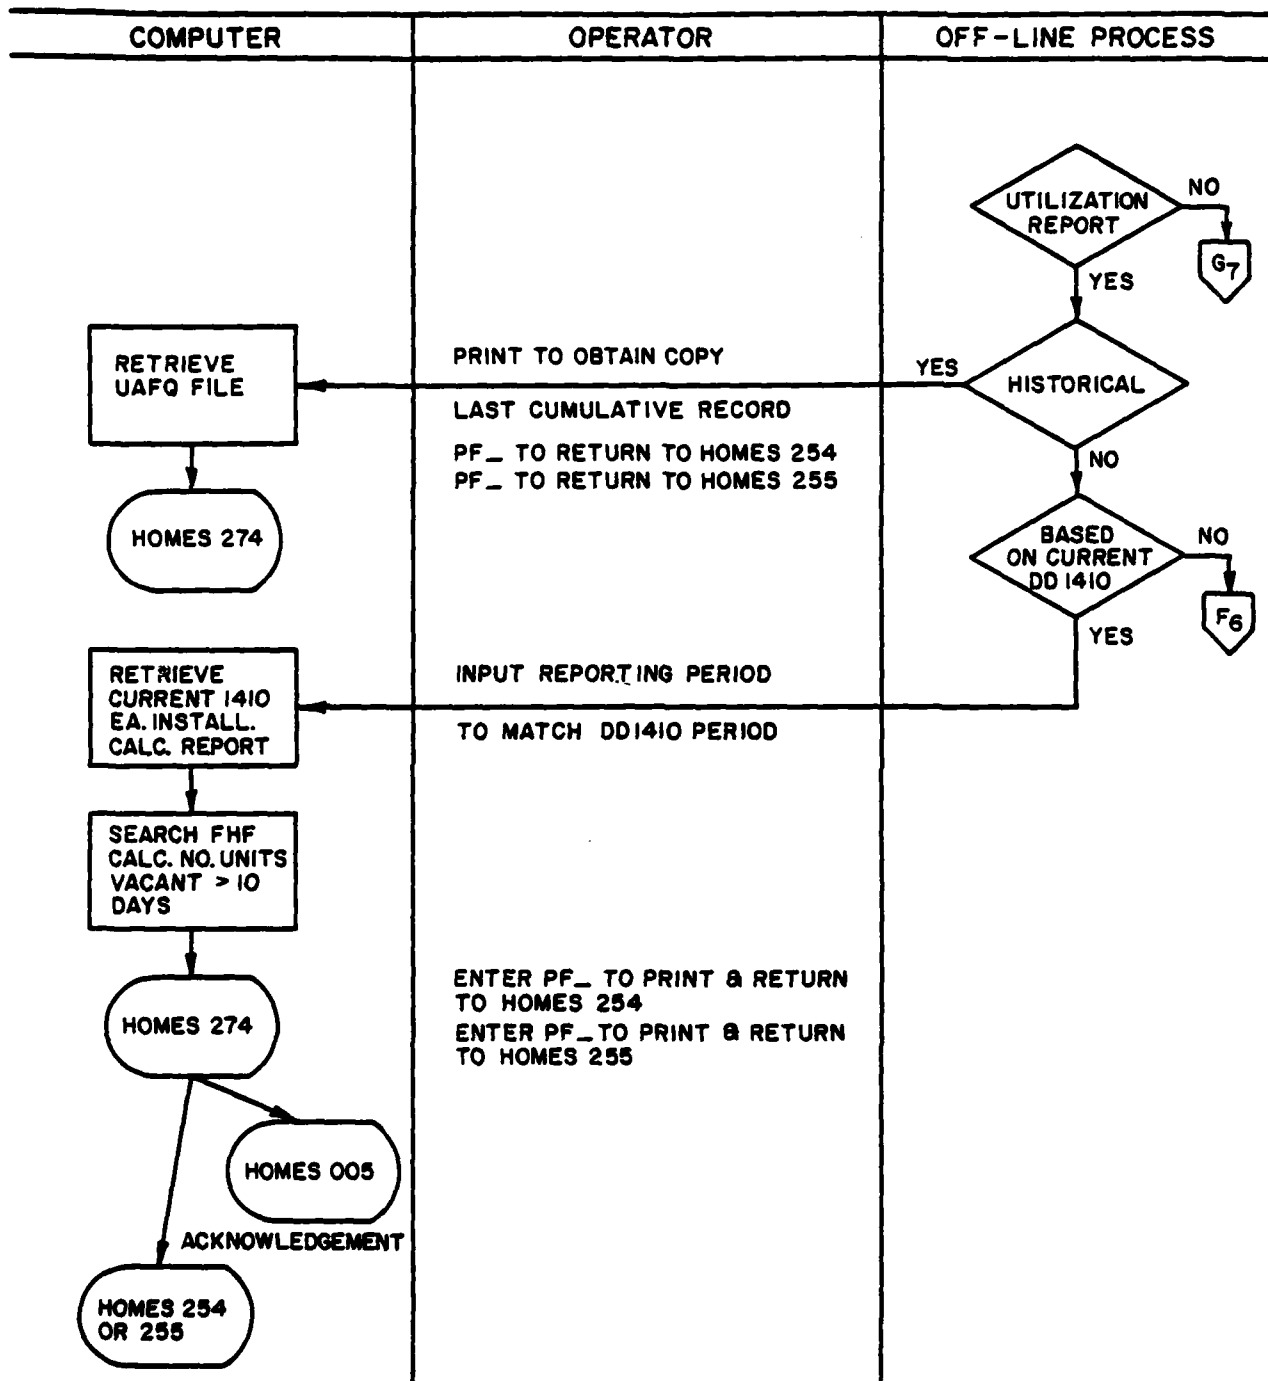 COMPUTER
OPERATOR
OFF-LINE PROCESS
UTILIZATION
REPORT
NO
G7
YES
HISTORICAL
YES
PRINT TO OBTAIN COPY
LAST CUMULATIVE RECORD
PF_ TO RETURN TO HOMES 254
PF_ TO RETURN TO HOMES 255
RETRIEVE
UAFQ FILE
HOMES 274
NO
BASED
ON CURRENT
DD 1410
NO
F6
YES
INPUT REPORTING PERIOD
TO MATCH DD1410 PERIOD
RETRIEVE
CURRENT 1410
EA. INSTALL.
CALC. REPORT
SEARCH FHF
CALC. NO. UNITS
VACANT > 10
DAYS
HOMES 274
ENTER PF_ TO PRINT & RETURN
TO HOMES 254
ENTER PF_ TO PRINT & RETURN
TO HOMES 255
HOMES 005
ACKNOWLEDGEMENT
HOMES 254
OR 255